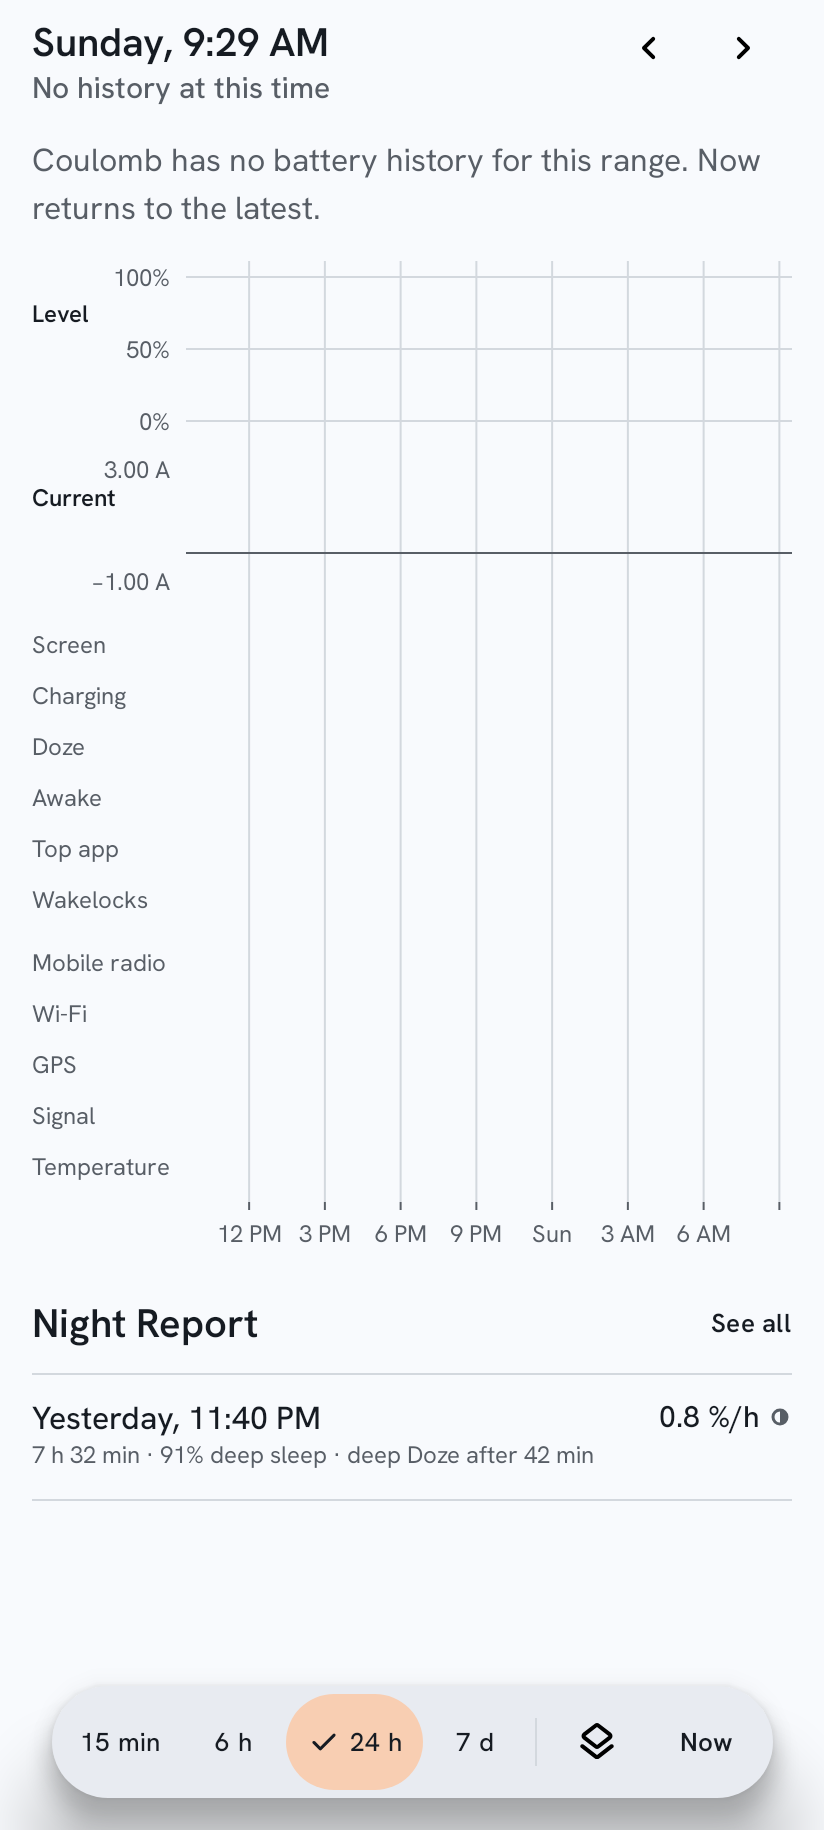 Sunday, 9:29 AM
No history at this time
Coulomb has no battery history for this range. Now
returns to the latest.
100%
Level
50%
0%
3.00 A
Current
−1.00 A
Screen
Charging
Doze
Awake
Top app
Wakelocks
Mobile radio
Wi-Fi
GPS
Signal
Temperature
12 PM 3 PM 6 PM 9 PM Sun 3 AM 6 AM
Night Report See all
Yesterday, 11:40 PM 0.8 %/h
7 h 32 min · 91% deep sleep · deep Doze after 42 min
15 min 6 h 24 h 7 d Now